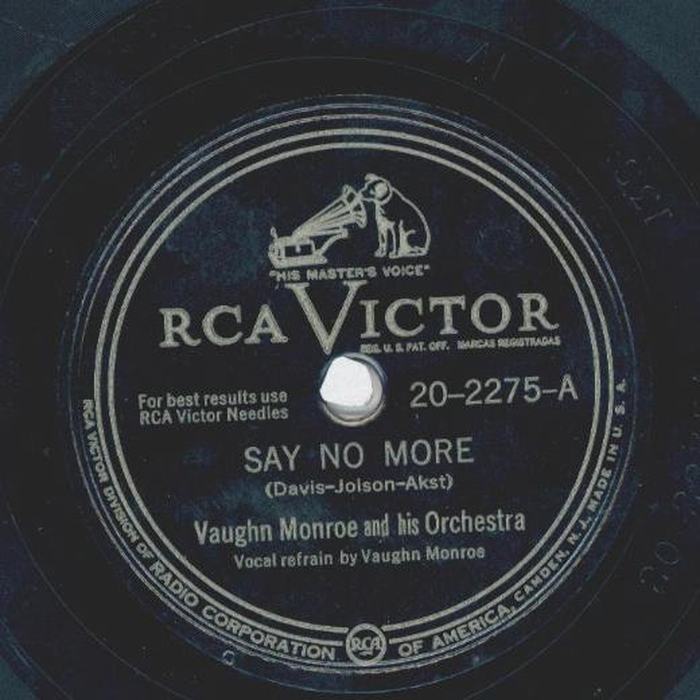 "HIS MASTER'S VOICE"
RCA VICTOR
REG. U. S. PAT. OFF. MARCAS REGISTRADAS
For best results use
RCA Victor Needles
20-2275-A
SAY NO MORE
(Davis-Jolson-Akst)
Vaughn Monroe and his Orchestra
Vocal refrain by Vaughn Monroe
RCA VICTOR DIVISION OF RADIO CORPORATION OF AMERICA, CAMDEN, N. J., MADE IN U. S. A.
RCA